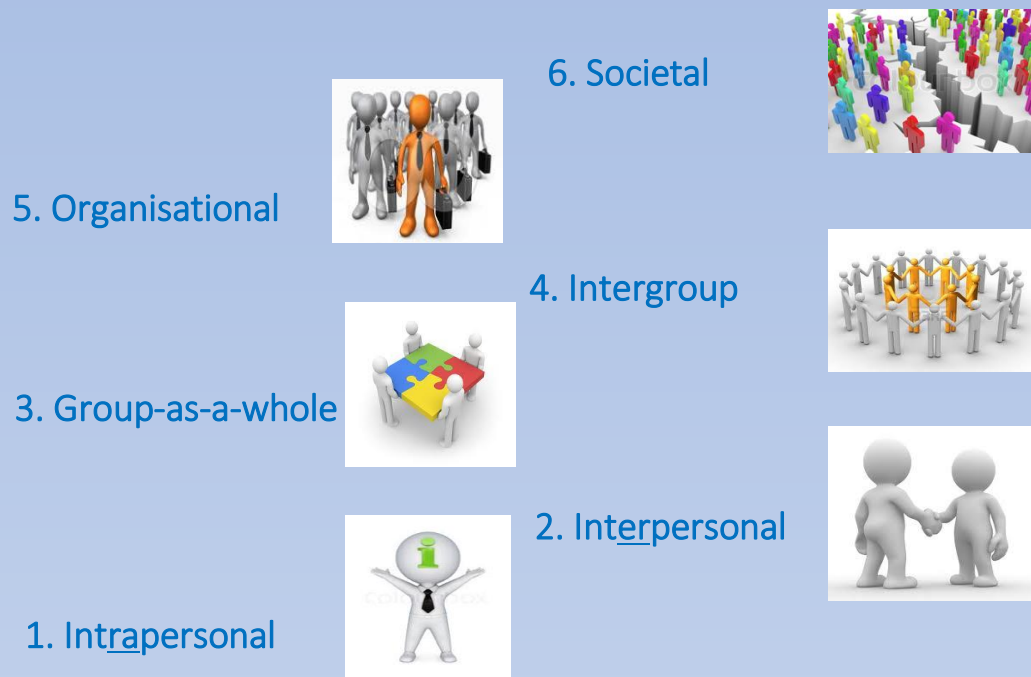 6. Societal
5. Organisational
4. Intergroup
3. Group-as-a-whole
2. Interpersonal
i
1. Intrapersonal